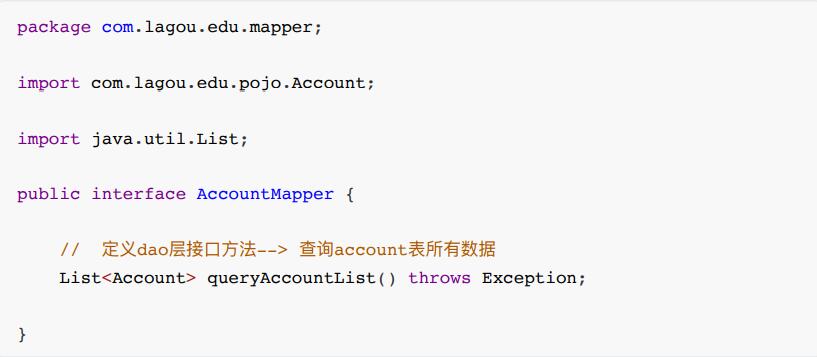 package com.lagou.edu.mapper;
import com.lagou.edu.pojo.Account;
import java.util.List;
public interface AccountMapper {
// 定义dao层接口方法--> 查询account表所有数据
List<Account> queryAccountList() throws Exception;
}